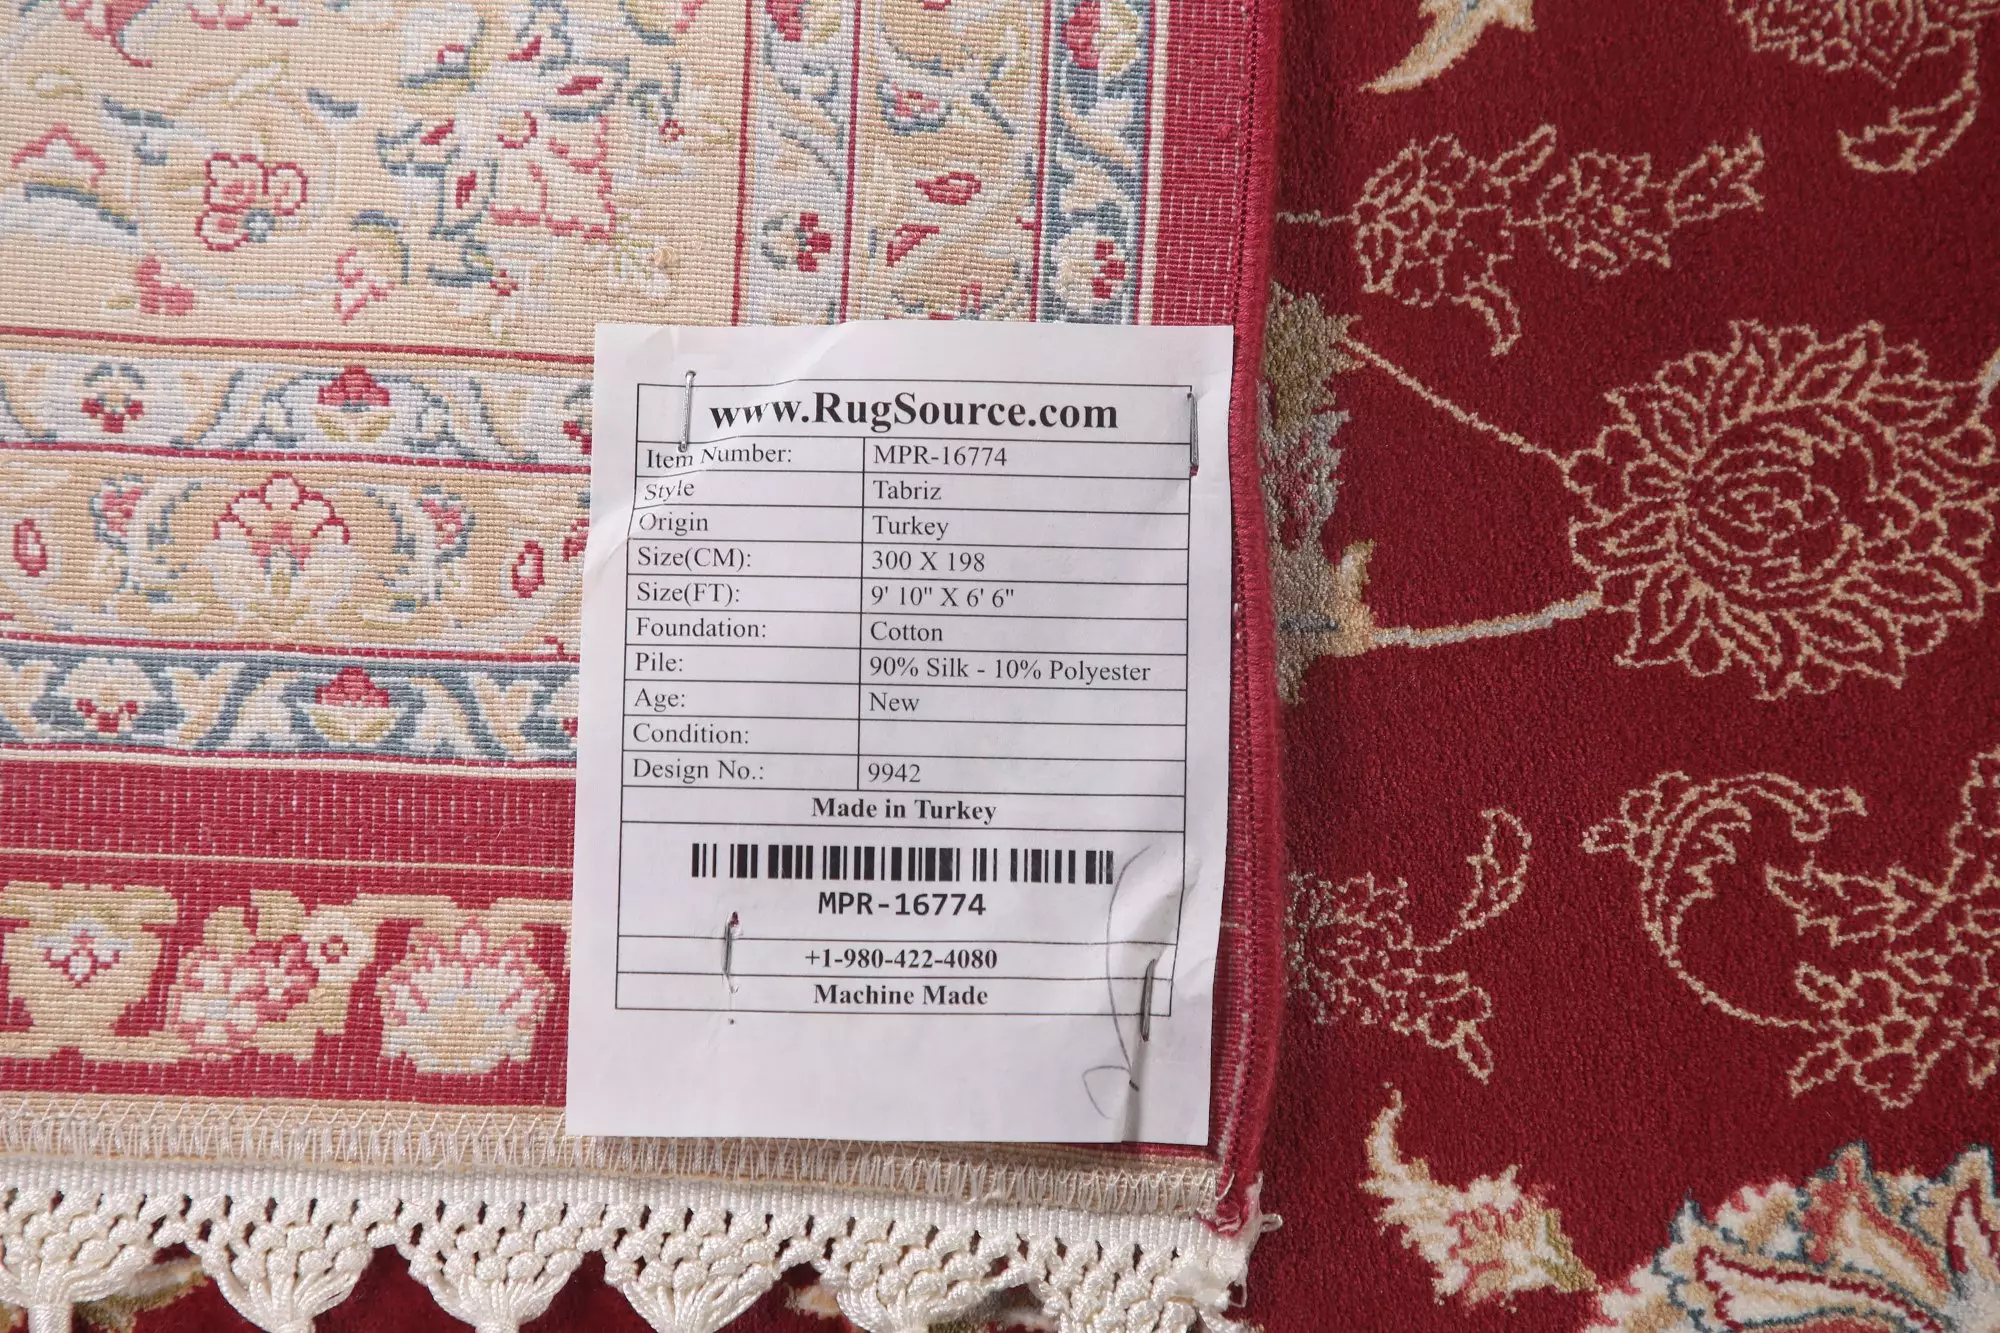 www.RugSource.com
Item Number: MPR-16774
Style Tabriz
Origin Turkey
Size(CM): 300 X 198
Size(FT): 9' 10" X 6' 6"
Foundation: Cotton
Pile: 90% Silk - 10% Polyester
Age: New
Condition:
Design No.: 9942
Made in Turkey
MPR-16774
+1-980-422-4080
Machine Made